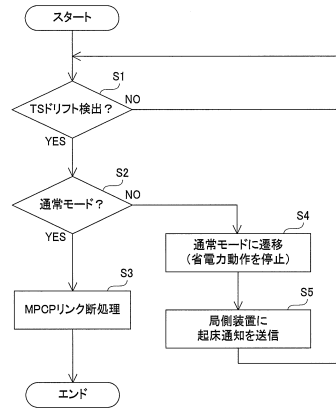 スタート
S1
TSドリフト検出？
NO
YES
S2
通常モード？
NO
YES
S4
通常モードに遷移
(省電力動作を停止)
S3
MPCPリンク断処理
S5
局側装置に
起床通知を送信
エンド